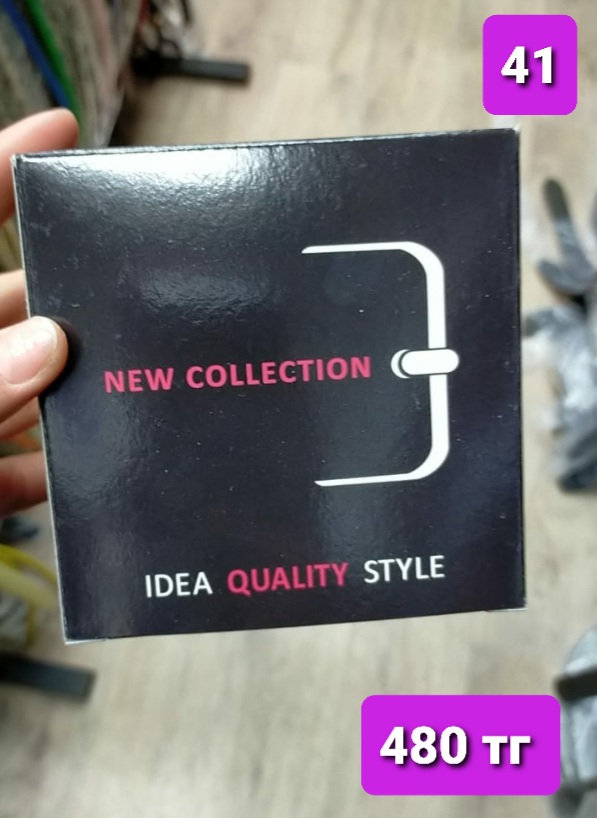 41
NEW COLLECTION
IDEA QUALITY STYLE
480 тг